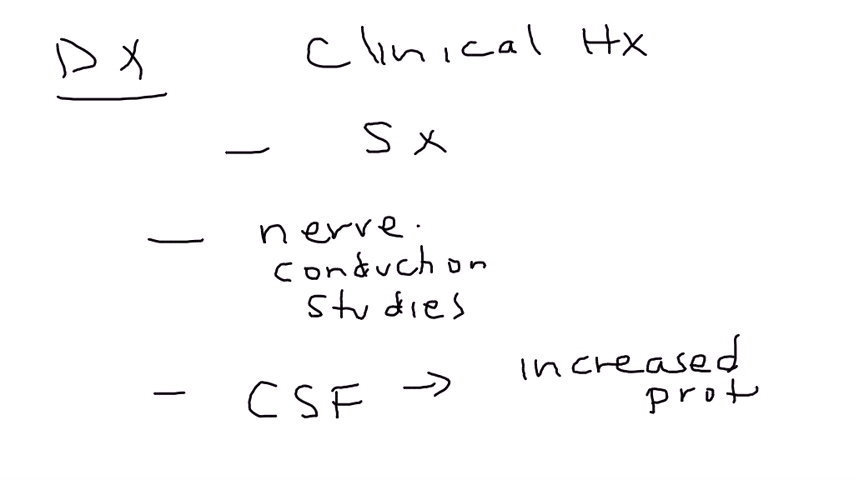 DX Clinical Hx
— Sx
— nerve.
conduction
studies
- CSF → increased
prot